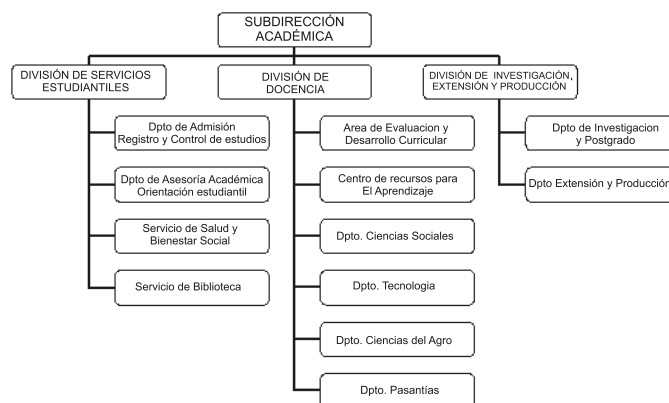 SUBDIRECCIÓN
ACADÉMICA
DIVISIÓN DE SERVICIOS
ESTUDIANTILES
Dpto de Admisión
Registro y Control de estudios
Dpto de Asesoría Académica
Orientación estudiantil
Servicio de Salud y
Bienestar Social
Servicio de Biblioteca
DIVISIÓN DE
DOCENCIA
Area de Evaluacion y
Desarrollo Curricular
Centro de recursos para
El Aprendizaje
Dpto. Ciencias Sociales
Dpto. Tecnologia
Dpto. Ciencias del Agro
Dpto. Pasantías
DIVISIÓN DE INVESTIGACIÓN,
EXTENSIÓN Y PRODUCCIÓN
Dpto de Investigacion
y Postgrado
Dpto Extensión y Producción